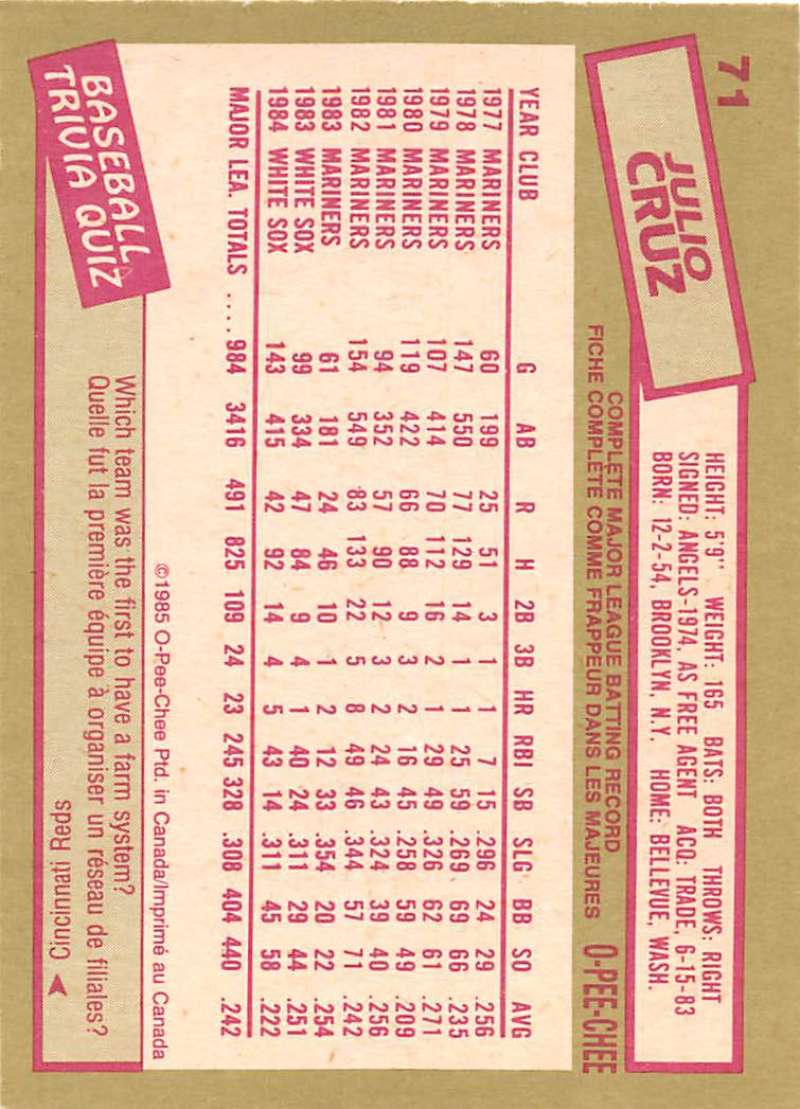 71
JULIO
CRUZ
HEIGHT: 5'9" WEIGHT: 165 BATS: BOTH THROWS: RIGHT
SIGNED: ANGELS-1974, AS FREE AGENT ACQ: TRADE, 6-15-83
BORN: 12-2-54, BROOKLYN, N.Y. HOME: BELLEVUE, WASH.
COMPLETE MAJOR LEAGUE BATTING RECORD
FICHE COMPLÈTE COMME FRAPPEUR DANS LES MAJEURES O-PEE-CHEE
YEAR CLUB G AB R H 2B 3B HR RBI SB SLG BB SO AVG
1977 MARINERS 60 199 25 51 3 1 1 7 15 .296 24 29 .256
1978 MARINERS 147 550 77 129 14 1 1 25 59 .269 69 66 .235
1979 MARINERS 107 414 70 112 16 2 1 29 49 .326 62 61 .271
1980 MARINERS 119 422 66 88 9 3 2 16 45 .258 59 49 .209
1981 MARINERS 94 352 57 90 12 3 2 24 43 .324 39 40 .256
1982 MARINERS 154 549 83 133 22 5 8 49 46 .344 57 71 .242
1983 MARINERS 61 181 24 46 10 1 2 12 33 .354 20 22 .254
1983 WHITE SOX 99 334 47 84 9 4 1 40 24 .311 29 44 .251
1984 WHITE SOX 143 415 42 92 14 4 5 43 14 .311 45 58 .222
MAJOR LEA. TOTALS .... 984 3416 491 825 109 24 23 245 328 .308 404 440 .242
©1985 O-Pee-Chee Ptd. in Canada/Imprimé au Canada
BASEBALL
TRIVIA QUIZ
Which team was the first to have a farm system?
Quelle fut la première équipe à organiser un réseau de filiales?
Cincinnati Reds